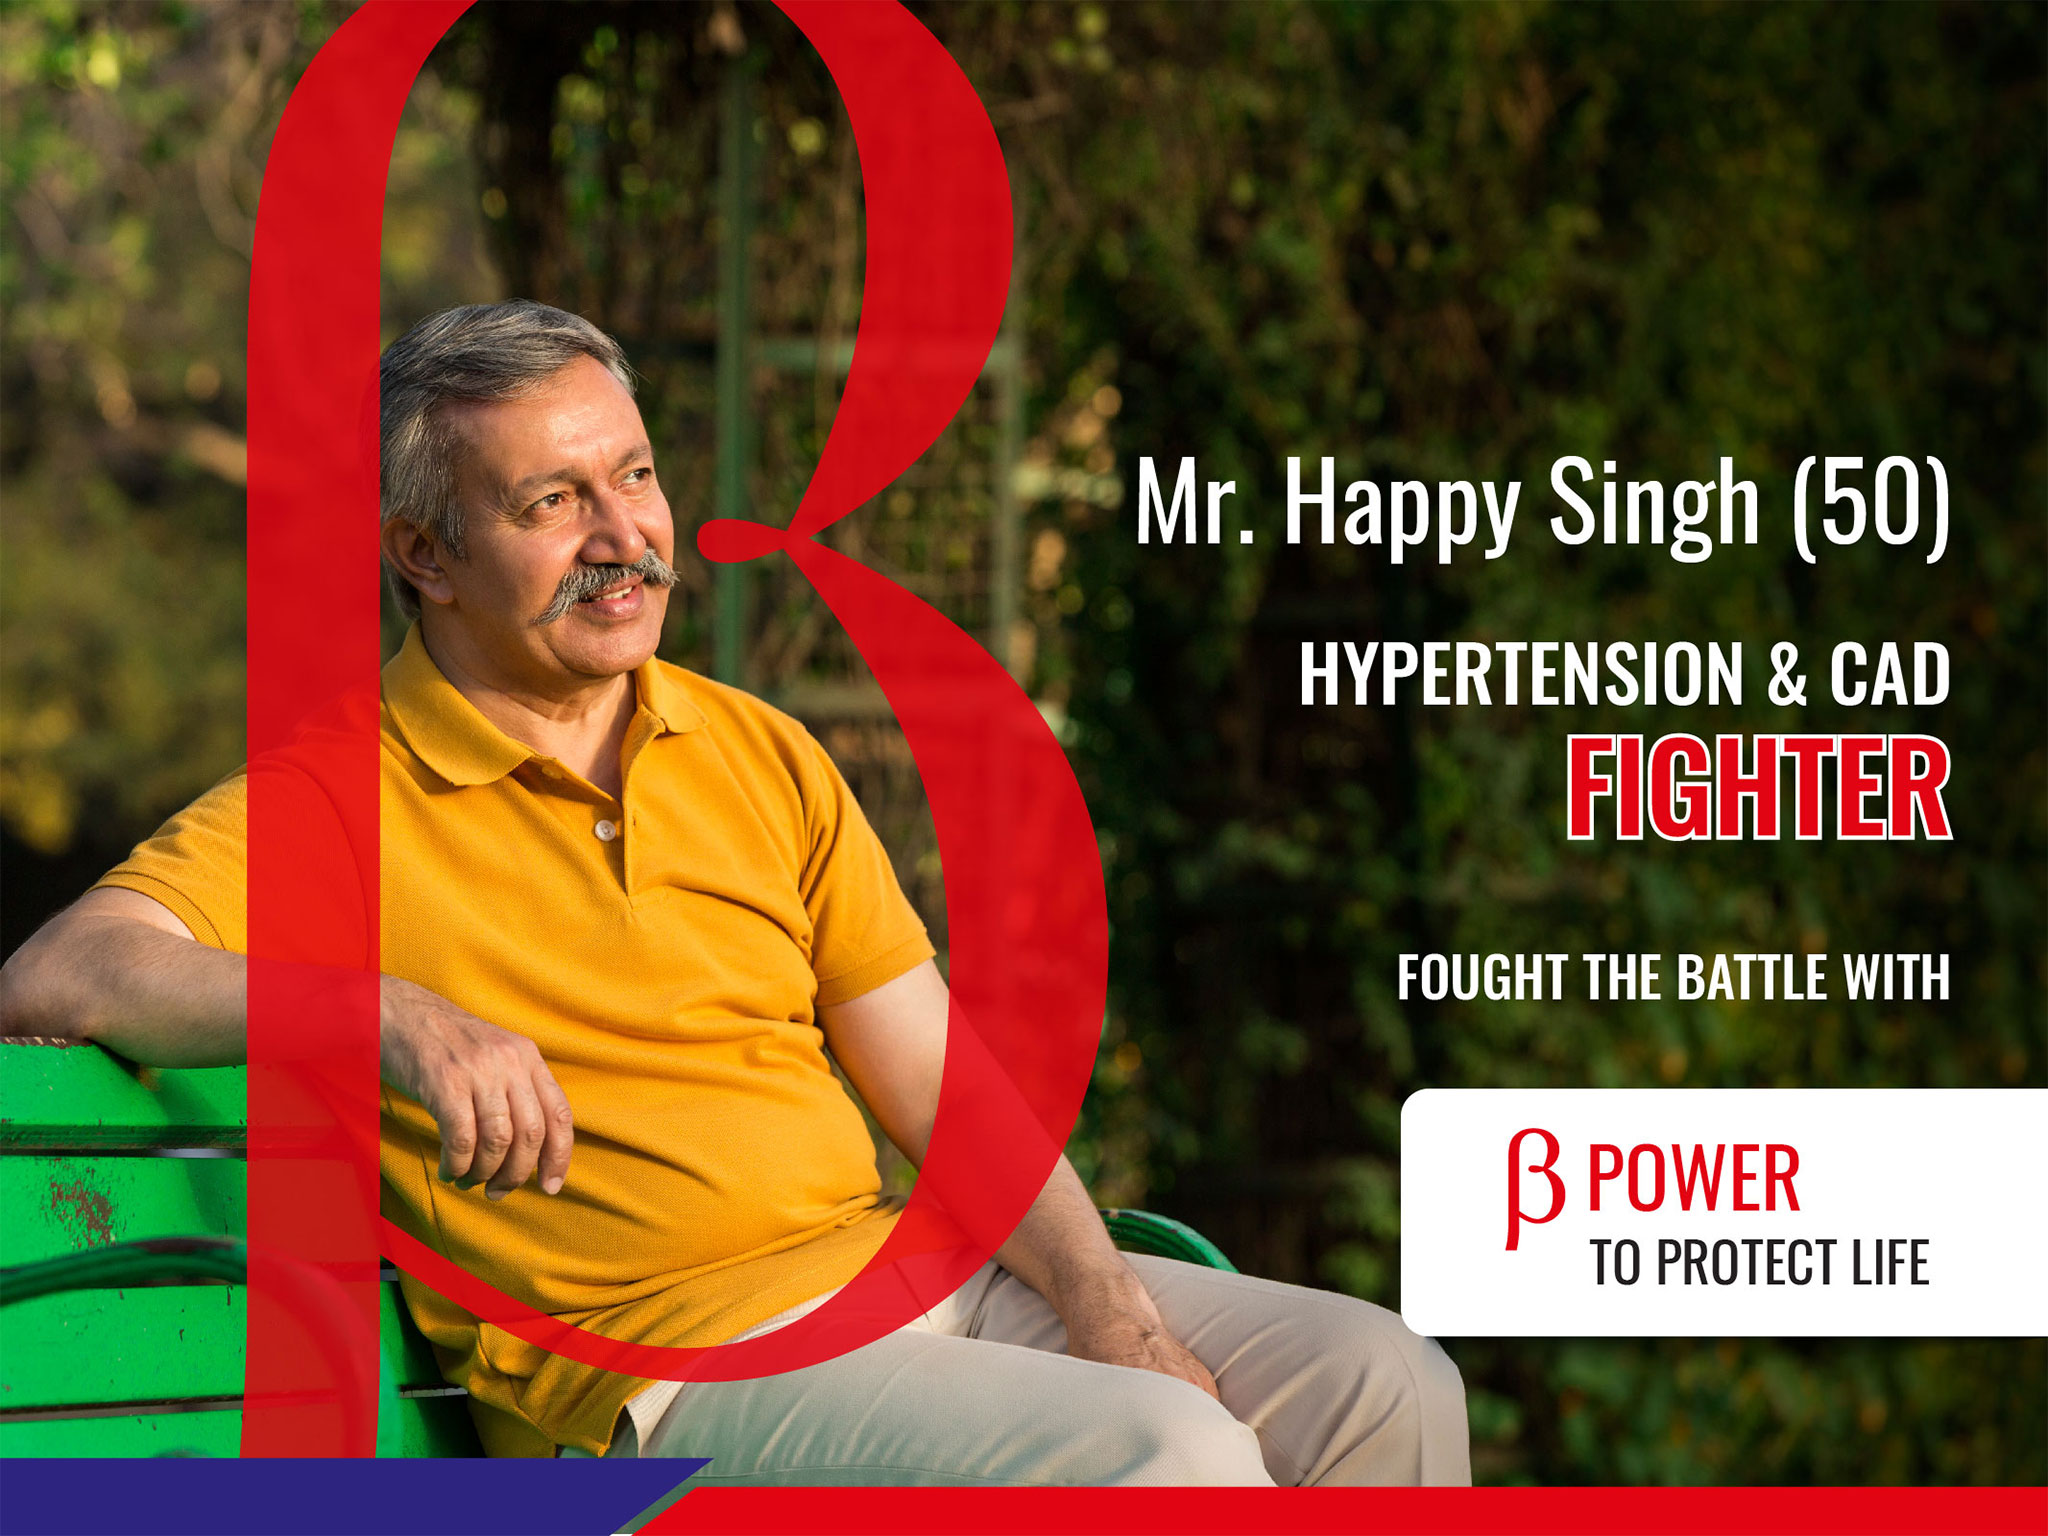 Mr. Happy Singh (50)
HYPERTENSION & CAD
FIGHTER
FOUGHT THE BATTLE WITH
β POWER
TO PROTECT LIFE